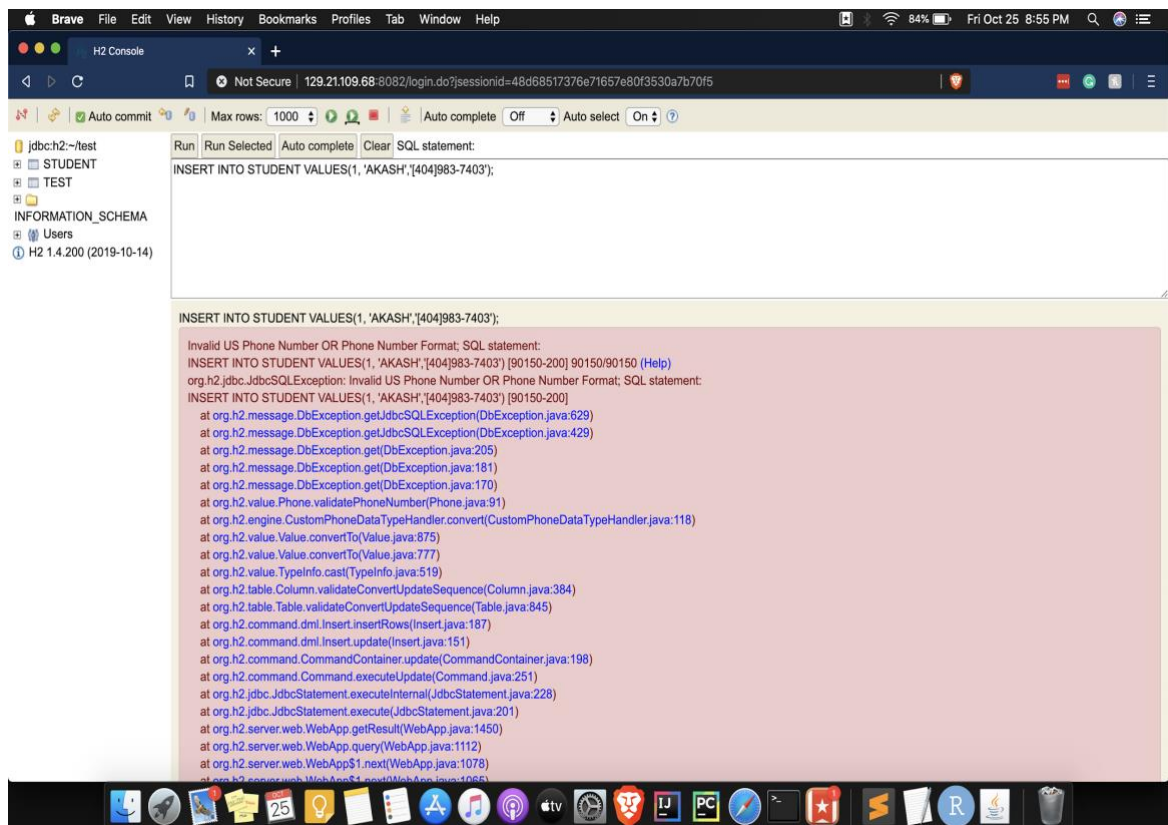 Brave File Edit View History Bookmarks Profiles Tab Window Help 84% Fri Oct 25 8:55 PM
H2 Console
Not Secure | 129.21.109.68:8082/login.do?jsessionid=48d68517376e71657e80f3530a7b70f5
Auto commit Max rows: 1000 Auto complete Off Auto select On
jdbc:h2:~/test
STUDENT
TEST
INFORMATION_SCHEMA
Users
H2 1.4.200 (2019-10-14)
Run Run Selected Auto complete Clear SQL statement:
INSERT INTO STUDENT VALUES(1, 'AKASH','[404]983-7403');
INSERT INTO STUDENT VALUES(1, 'AKASH','[404]983-7403');
Invalid US Phone Number OR Phone Number Format; SQL statement:
INSERT INTO STUDENT VALUES(1, 'AKASH','[404]983-7403') [90150-200] 90150/90150 (Help)
org.h2.jdbc.JdbcSQLException: Invalid US Phone Number OR Phone Number Format; SQL statement:
INSERT INTO STUDENT VALUES(1, 'AKASH','[404]983-7403') [90150-200]
at org.h2.message.DbException.getJdbcSQLException(DbException.java:629)
at org.h2.message.DbException.getJdbcSQLException(DbException.java:429)
at org.h2.message.DbException.get(DbException.java:205)
at org.h2.message.DbException.get(DbException.java:181)
at org.h2.message.DbException.get(DbException.java:170)
at org.h2.value.Phone.validatePhoneNumber(Phone.java:91)
at org.h2.engine.CustomPhoneDataTypeHandler.convert(CustomPhoneDataTypeHandler.java:118)
at org.h2.value.Value.convertTo(Value.java:875)
at org.h2.value.Value.convertTo(Value.java:777)
at org.h2.value.TypeInfo.cast(TypeInfo.java:519)
at org.h2.table.Column.validateConvertUpdateSequence(Column.java:384)
at org.h2.table.Table.validateConvertUpdateSequence(Table.java:845)
at org.h2.command.dml.Insert.insertRows(Insert.java:187)
at org.h2.command.dml.Insert.update(Insert.java:151)
at org.h2.command.CommandContainer.update(CommandContainer.java:198)
at org.h2.command.Command.executeUpdate(Command.java:251)
at org.h2.jdbc.JdbcStatement.executeInternal(JdbcStatement.java:228)
at org.h2.jdbc.JdbcStatement.execute(JdbcStatement.java:201)
at org.h2.server.web.WebApp.getResult(WebApp.java:1450)
at org.h2.server.web.WebApp.query(WebApp.java:1112)
at org.h2.server.web.WebApp$1.next(WebApp.java:1078)
at org.h2.server.web.WebApp$1.next(WebApp.java:1065)
OCT
25
tv
IJ
PC
R